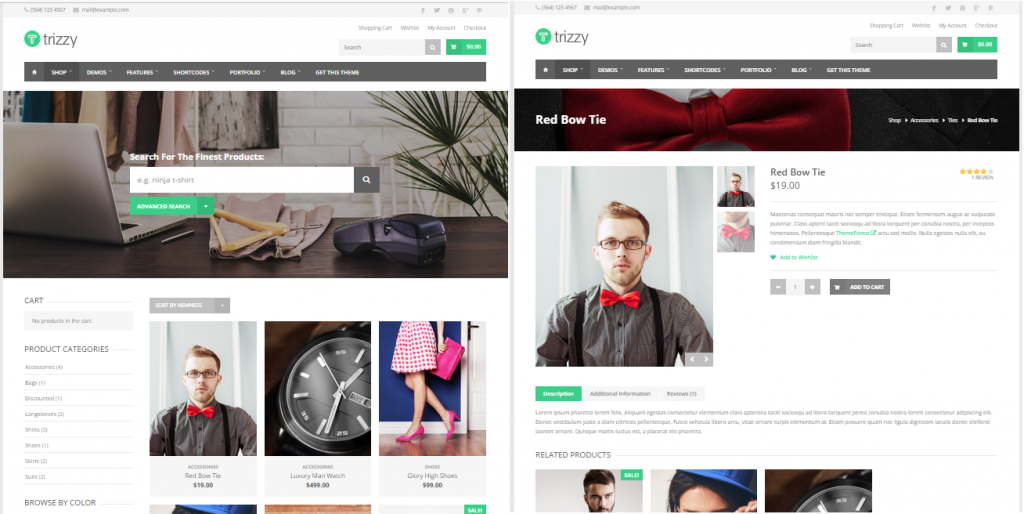 (564) 123 4567 mail@example.com
Shopping Cart Wishlist My Account Checkout
trizzy
Search $0.00
SHOP DEMOS FEATURES SHORTCODES PORTFOLIO BLOG GET THIS THEME
Search For The Finest Products:
e.g. ninja t-shirt
ADVANCED SEARCH
CART
No products in the cart.
SORT BY NEWNESS
PRODUCT CATEGORIES
Accessories (4)
Bags (1)
Discounted (1)
Longsleeves (2)
Shirts (3)
Shoes (1)
Skirts (2)
Suits (2)
BROWSE BY COLOR
ACCESSORIES
Red Bow Tie
$19.00
ACCESSORIES
Luxury Man Watch
$499.00
SHOES
Glory High Shoes
$99.00
SALE!
(564) 123 4567 mail@example.com
Shopping Cart Wishlist My Account Checkout
trizzy
Search $0.00
SHOP DEMOS FEATURES SHORTCODES PORTFOLIO BLOG GET THIS THEME
Red Bow Tie
Shop Accessories Ties Red Bow Tie
Red Bow Tie
$19.00
1 REVIEW
Maecenas consequat mauris nec semper tristique. Etiam fermentum augue ac vulputate
pulvinar. Class aptent taciti sociosqu ad litora torquent per conubia nostra, per inceptos
himenaeos. Pellentesque ThemeForest arcu sed mollis. Nulla egestas nulla elit, eu
condimentum diam fringilla blandit.
Add to Wishlist
1 ADD TO CART
Description Additional Information Reviews (1)
Lorem ipsum pharetra lorem felis. Aliquam egestas consectetur elementum class aptentea taciti sociosqu ad litora torquent perea conubia nostra lorem consectetur adipiscing elit.
Donec vestibulum justo a diam ultricies pellentesque. Fusce vehicula libero arcu, vitae ornare turpis elementum at. Etiam posuere quam nec ligula dignissim iaculis donec eleifend
laoreet ornare. Quisque mattis luctus est, a placerat elit pharetra.
RELATED PRODUCTS
SALE!